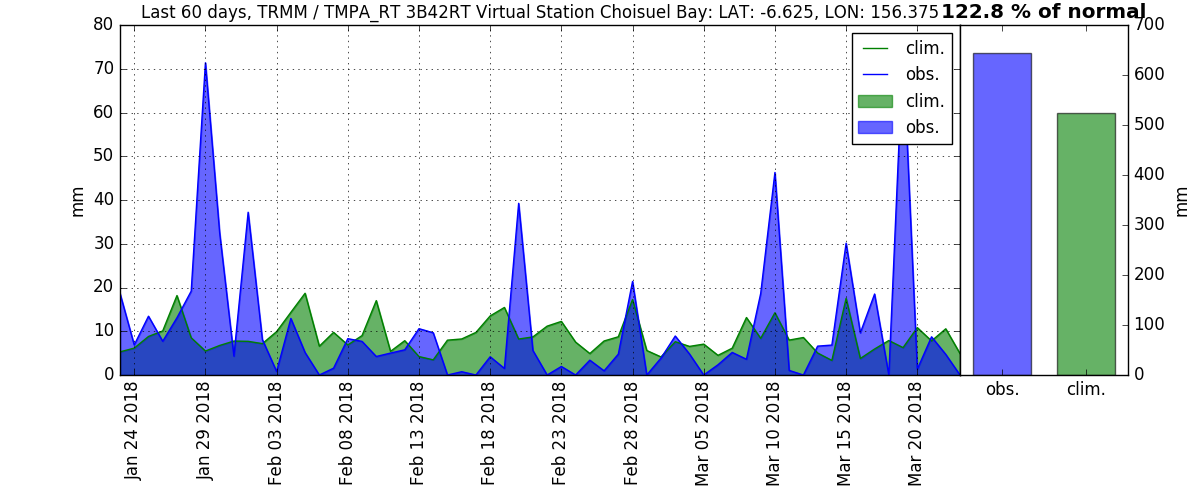 Last 60 days, TRMM / TMPA_RT 3B42RT Virtual Station Choisuel Bay: LAT: -6.625, LON: 156.375
122.8 % of normal
80
70
60
50
40
30
20
10
0
mm
clim.
obs.
clim.
obs.
Jan 24 2018
Jan 29 2018
Feb 03 2018
Feb 08 2018
Feb 13 2018
Feb 18 2018
Feb 23 2018
Feb 28 2018
Mar 05 2018
Mar 10 2018
Mar 15 2018
Mar 20 2018
700
600
500
400
300
200
100
0
mm
obs.
clim.